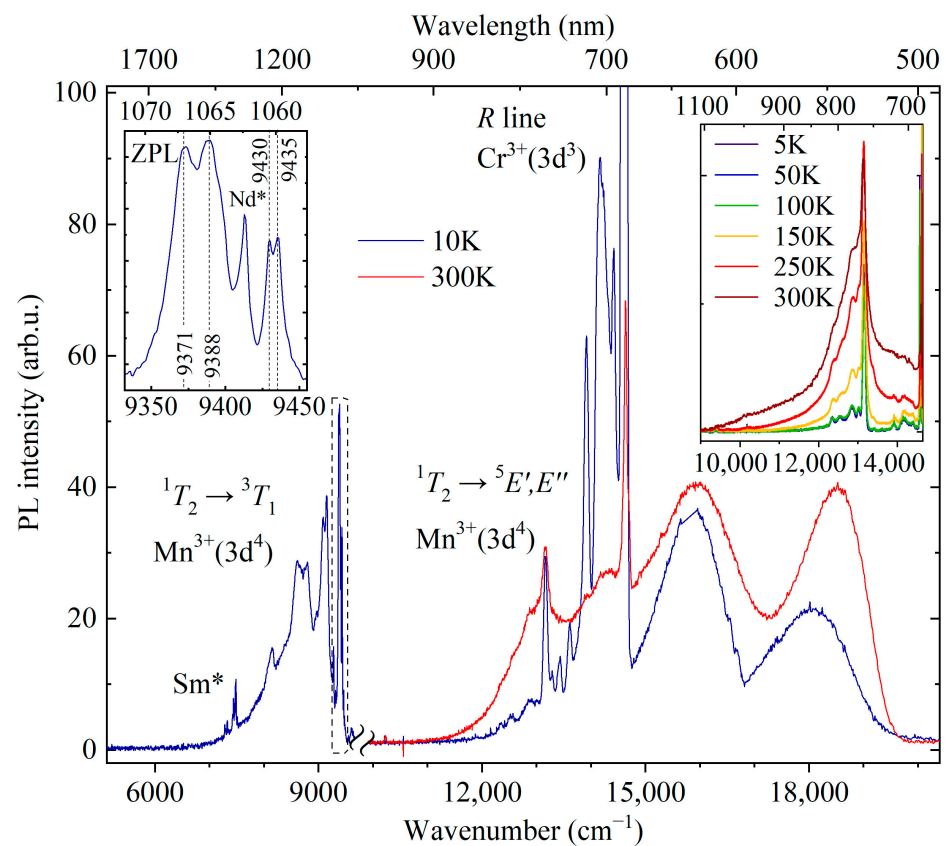 Wavelength (nm)
1700 1200 900 700 600 500
100
80
60
40
20
0
PL intensity (arb.u.)
1070 1065 1060
ZPL
9430
9435
Nd*
9371
9388
9350 9400 9450
R line
Cr³⁺(3d³)
10K
300K
1100 900 800 700
5K
50K
100K
150K
250K
300K
10,000 12,000 14,000
¹T₂ → ³T₁
Mn³⁺(3d⁴)
¹T₂ → ⁵E′,E″
Mn³⁺(3d⁴)
Sm*
6000 9000 12,000 15,000 18,000
Wavenumber (cm⁻¹)